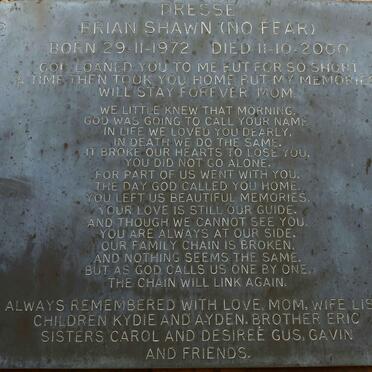 DRESSE
BRIAN SHAWN (NO FEAR)
BORN 29-11-1972 DIED 11-10-2000
GOD LOANED YOU TO ME BUT FOR SO SHORT
A TIME THEN TOOK YOU HOME BUT MY MEMORIES
WILL STAY FOREVER MOM.
WE LITTLE KNEW THAT MORNING,
GOD WAS GOING TO CALL YOUR NAME.
IN LIFE WE LOVED YOU DEARLY,
IN DEATH WE DO THE SAME.
IT BROKE OUR HEARTS TO LOSE YOU,
YOU DID NOT GO ALONE.
FOR PART OF US WENT WITH YOU.
THE DAY GOD CALLED YOU HOME.
YOU LEFT US BEAUTIFUL MEMORIES,
YOUR LOVE IS STILL OUR GUIDE.
AND THOUGH WE CANNOT SEE YOU.
YOU ARE ALWAYS AT OUR SIDE.
OUR FAMILY CHAIN IS BROKEN.
AND NOTHING SEEMS THE SAME.
BUT AS GOD CALLS US ONE BY ONE.
THE CHAIN WILL LINK AGAIN.
ALWAYS REMEMBERED WITH LOVE, MOM, WIFE LIS
CHILDREN KYDIE AND AYDEN, BROTHER ERIC
SISTERS CAROL AND DESIREÉ GUS, GAVIN
AND FRIENDS.